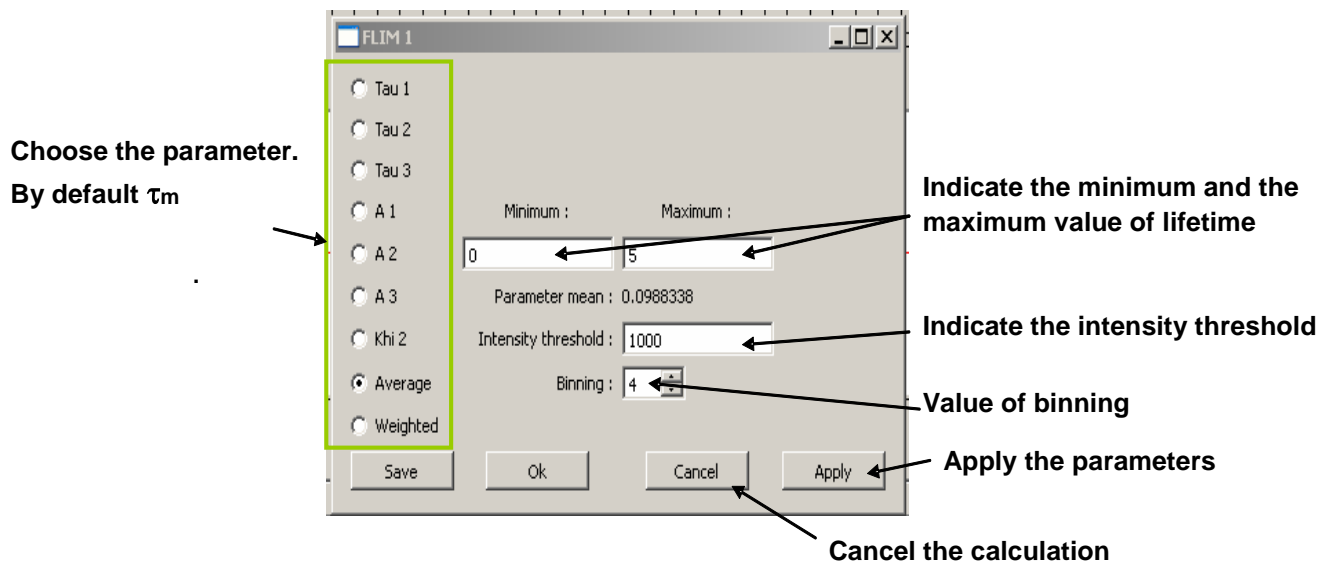 FLIM 1
Tau 1
Tau 2
Choose the parameter.
Tau 3
By default τm
Indicate the minimum and the
maximum value of lifetime
A 1
Minimum :
Maximum :
A 2
0
5
.
A 3
Parameter mean : 0.0988338
Khi 2
Intensity threshold : 1000
Indicate the intensity threshold
Average
Binning : 4
Value of binning
Weighted
Save
Ok
Cancel
Apply
Apply the parameters
Cancel the calculation